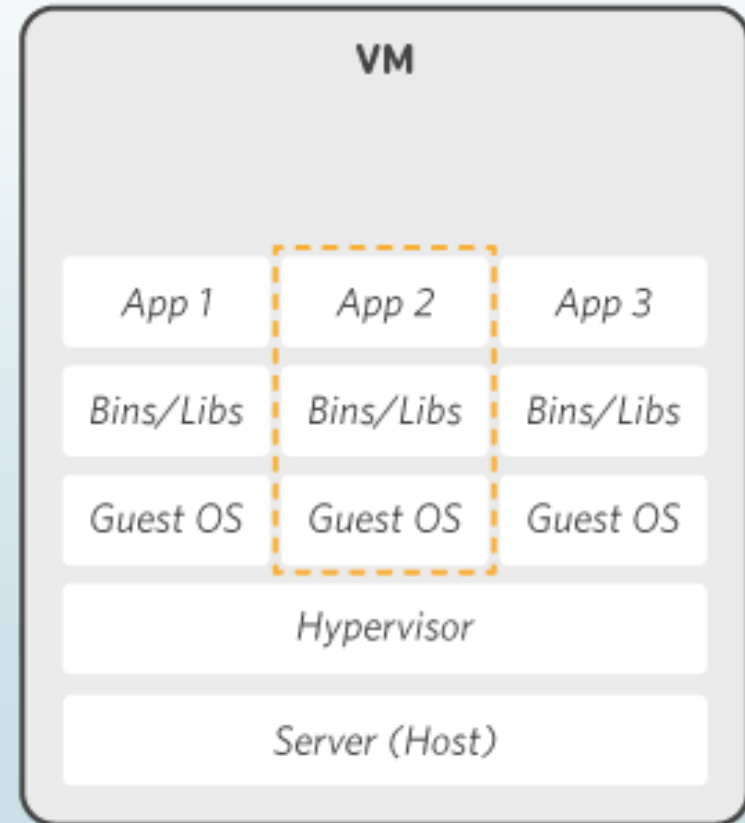 VM
App 1 App 2 App 3
Bins/Libs Bins/Libs Bins/Libs
Guest OS Guest OS Guest OS
Hypervisor
Server (Host)